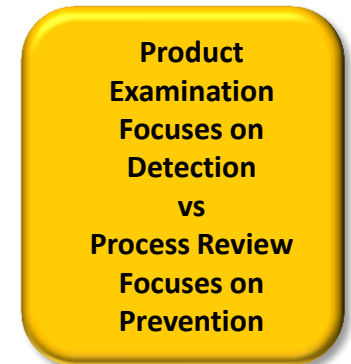 Product
Examination
Focuses on
Detection
vs
Process Review
Focuses on
Prevention